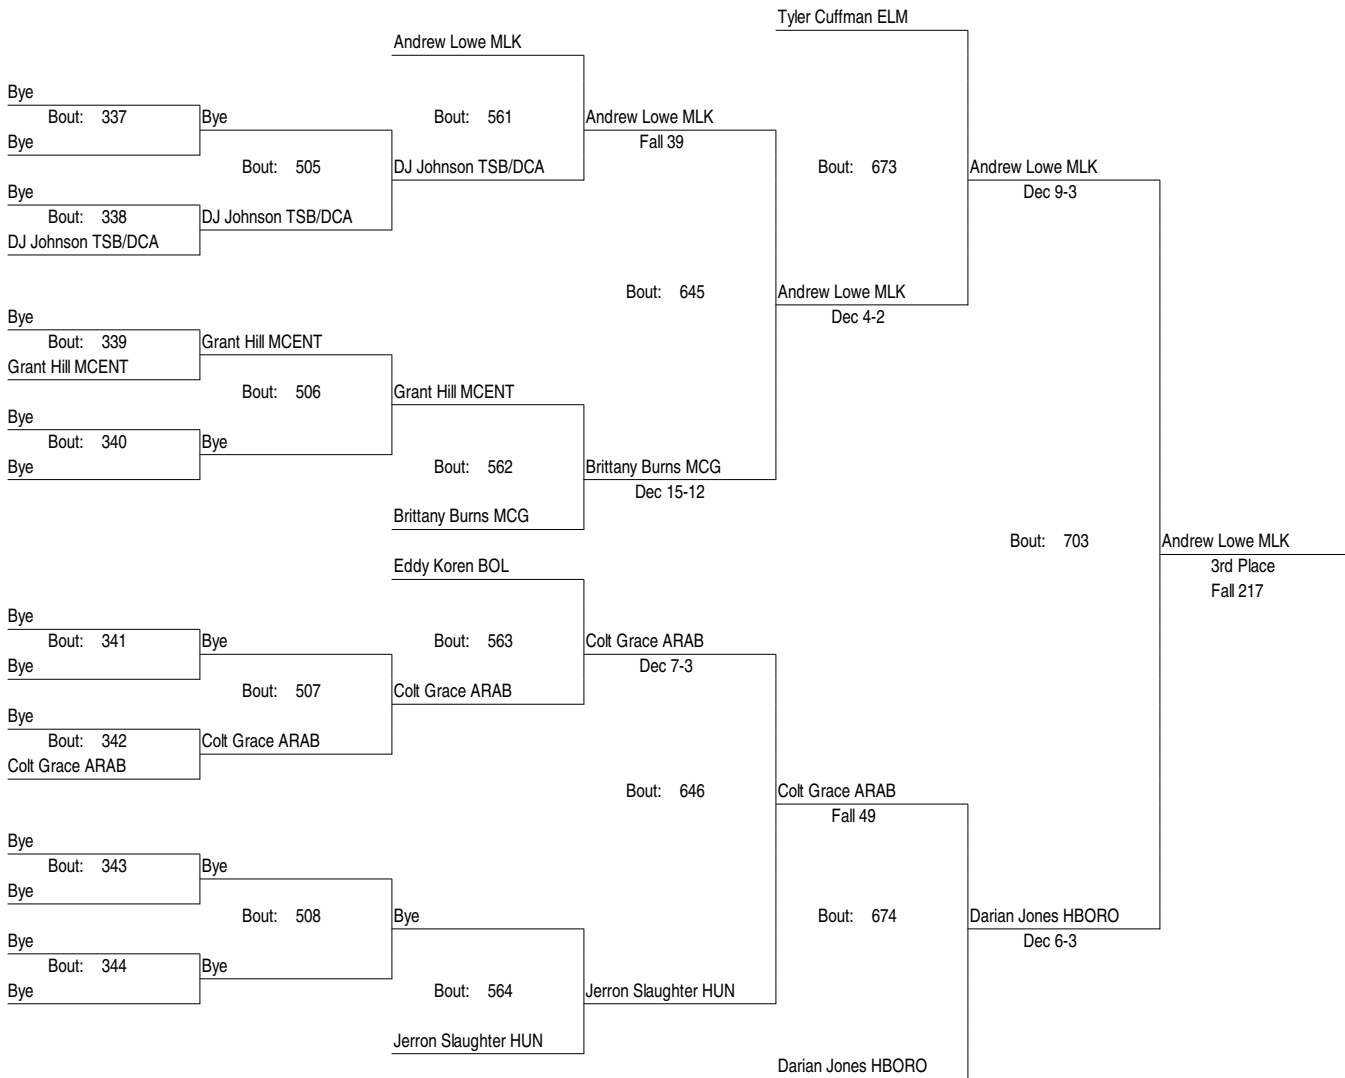 Tyler Cuffman ELM
Andrew Lowe MLK
Bye
Bout: 337
Bye
Bout: 561
Andrew Lowe MLK
Bye
Fall 39
Bout: 505
DJ Johnson TSB/DCA
Bout: 673
Andrew Lowe MLK
Bye
Dec 9-3
Bout: 338
DJ Johnson TSB/DCA
DJ Johnson TSB/DCA
Bout: 645
Andrew Lowe MLK
Bye
Dec 4-2
Bout: 339
Grant Hill MCENT
Grant Hill MCENT
Bout: 506
Grant Hill MCENT
Bye
Bout: 340
Bye
Bye
Bout: 562
Brittany Burns MCG
Dec 15-12
Brittany Burns MCG
Bout: 703
Andrew Lowe MLK
Eddy Koren BOL
3rd Place
Fall 217
Bye
Bout: 341
Bye
Bout: 563
Colt Grace ARAB
Bye
Dec 7-3
Bout: 507
Colt Grace ARAB
Bye
Bout: 342
Colt Grace ARAB
Colt Grace ARAB
Bout: 646
Colt Grace ARAB
Fall 49
Bye
Bout: 343
Bye
Bye
Bout: 508
Bye
Bout: 674
Darian Jones HBORO
Bye
Dec 6-3
Bout: 344
Bye
Bye
Bout: 564
Jerron Slaughter HUN
Jerron Slaughter HUN
Darian Jones HBORO